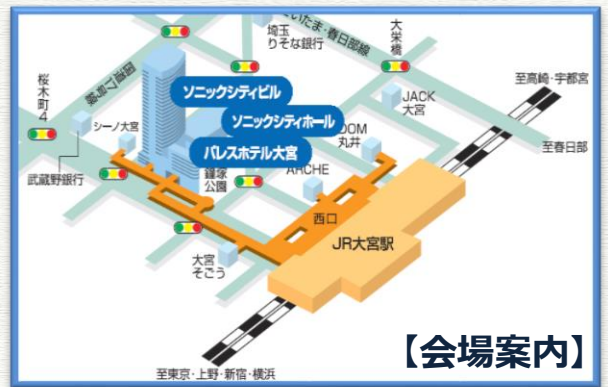 さいたま・春日部線
大栄橋
埼玉
りそな銀行
国道17号線
桜木町4
至高崎・宇都宮
ソニックシティビル
JACK
大宮
ソニックシティホール
シーノ大宮
DOM
丸井
至春日部
パレスホテル大宮
武蔵野銀行
鐘塚
公園
ARCHE
西口
JR大宮駅
大宮
そごう
【会場案内】
至東京・上野・新宿・横浜